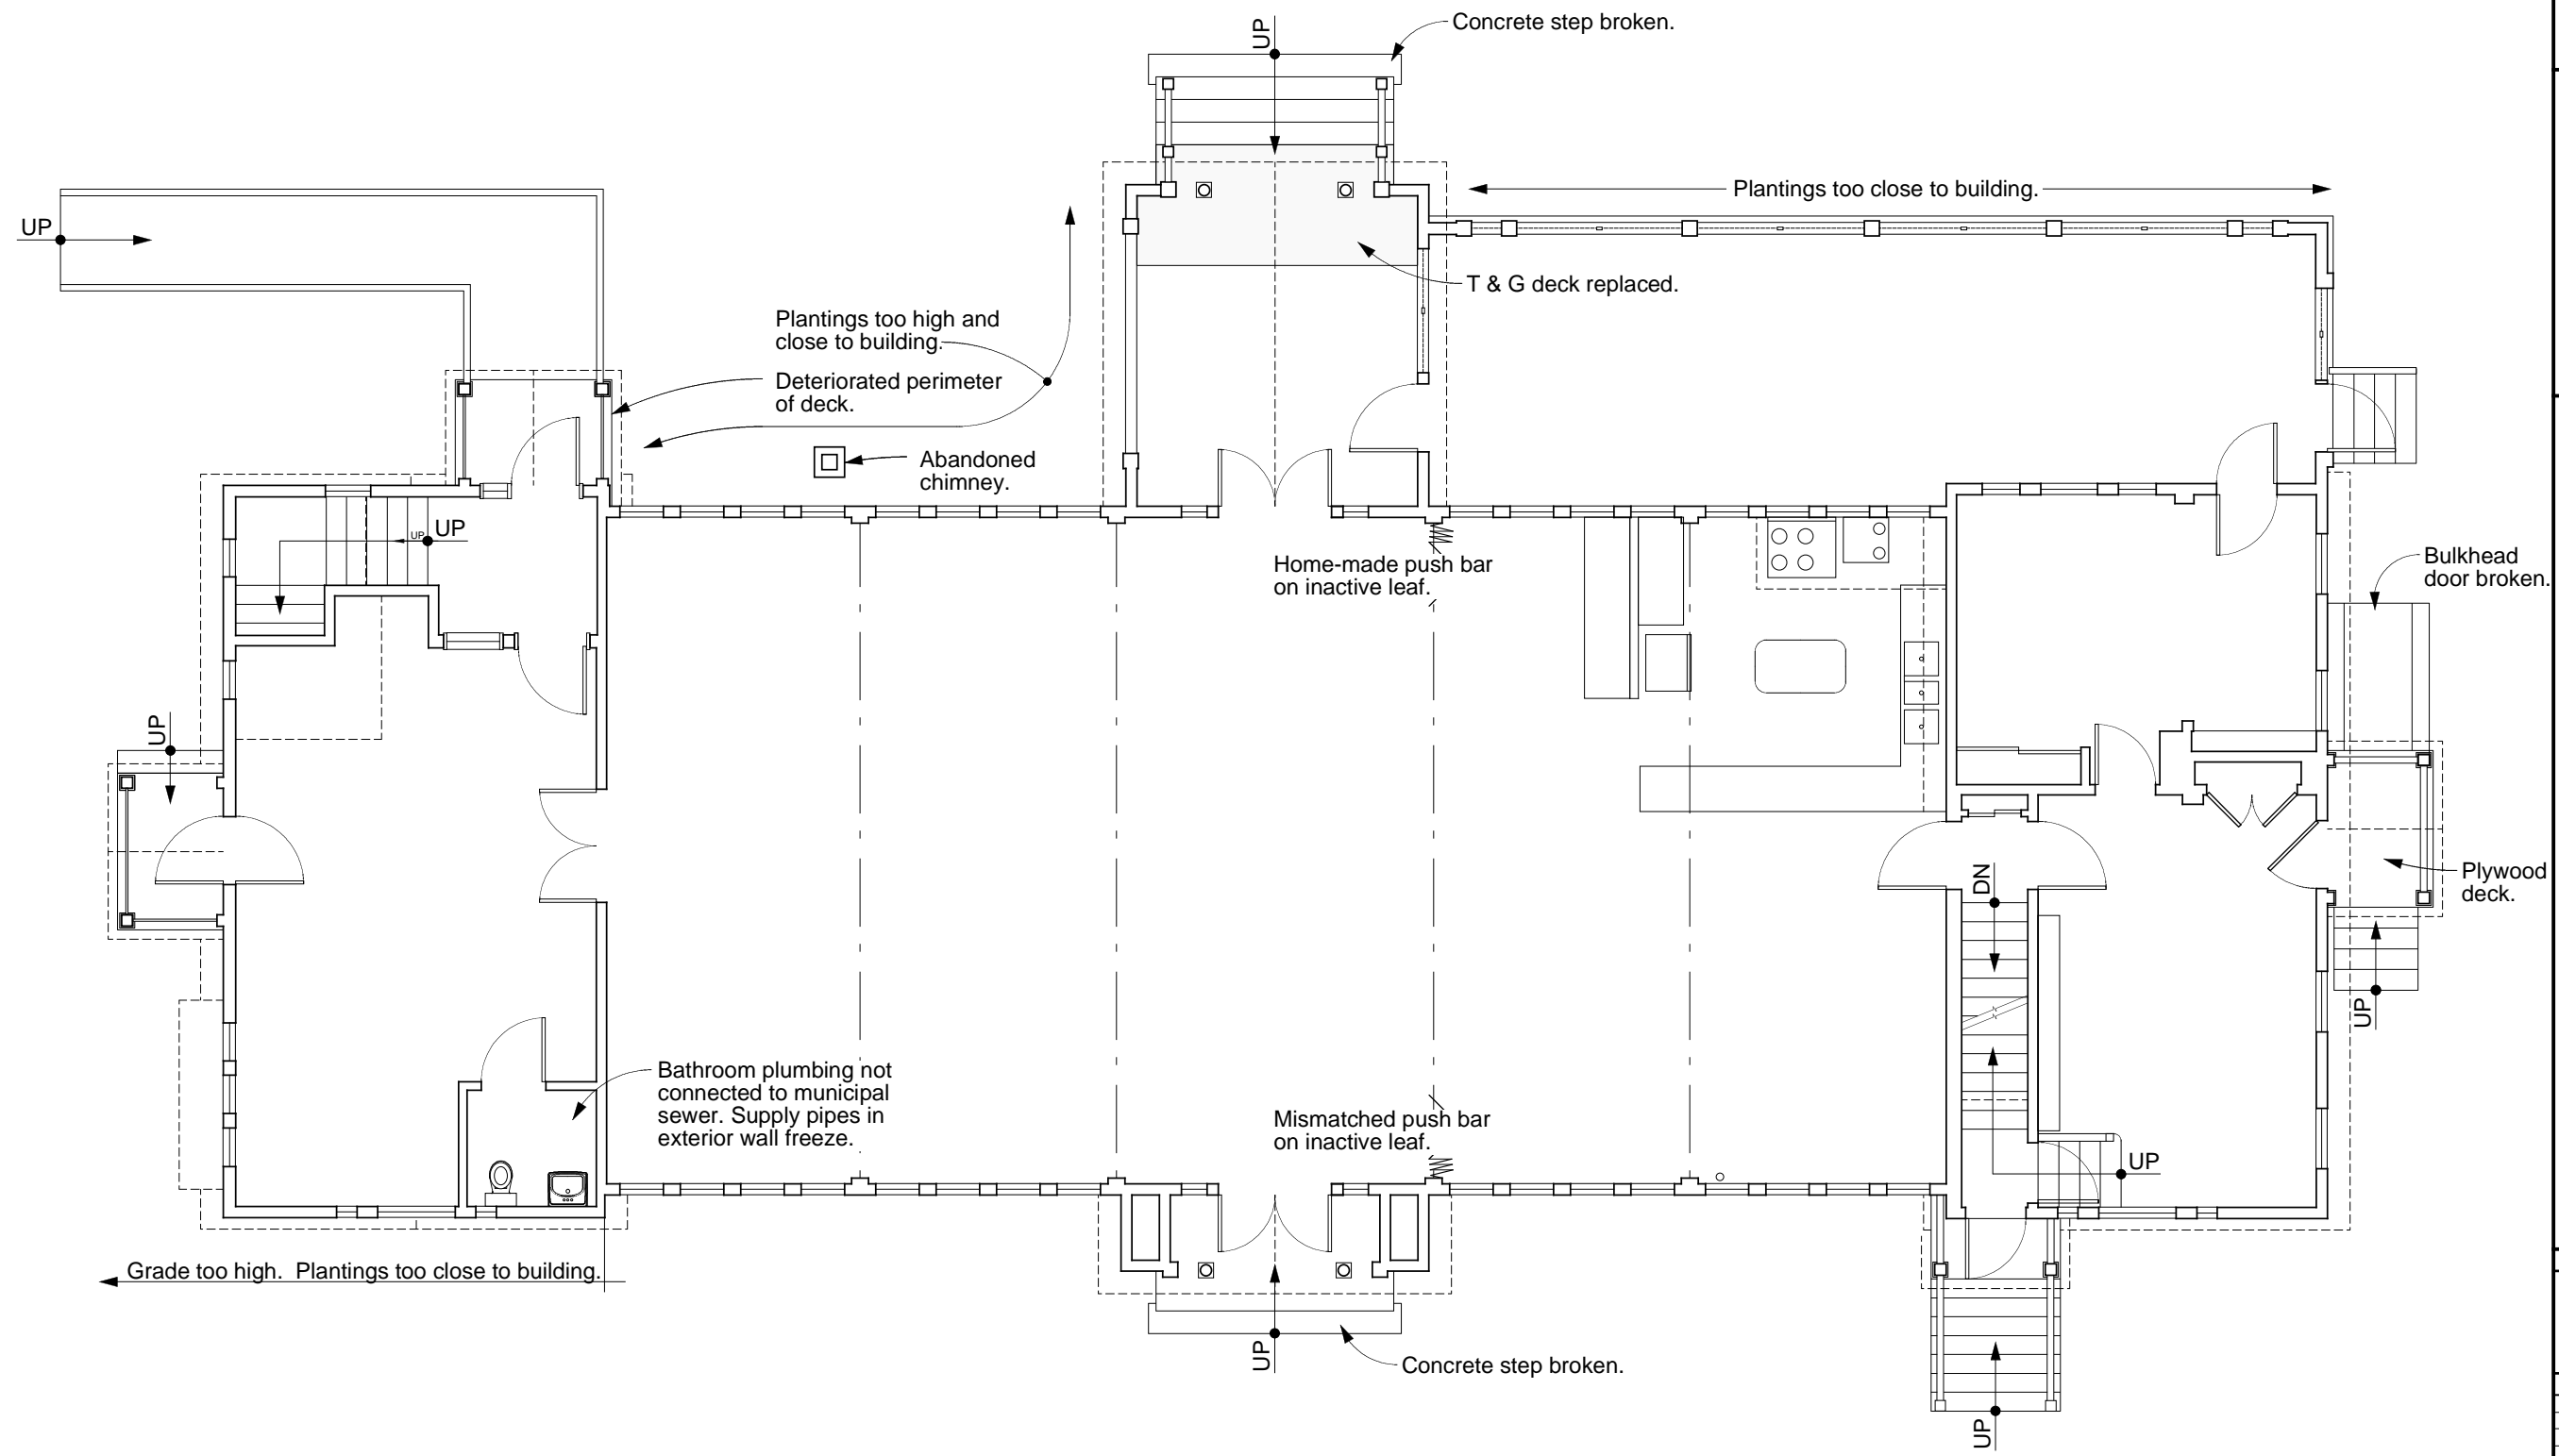 UP
Concrete step broken.
Plantings too close to building.
UP
T & G deck replaced.
Plantings too high and
close to building.
Deteriorated perimeter
of deck.
Abandoned
chimney.
UP
UP
Home-made push bar
on inactive leaf.
Bulkhead
door broken.
UP
DN
Plywood
deck.
UP
Bathroom plumbing not
connected to municipal
sewer. Supply pipes in
exterior wall freeze.
Mismatched push bar
on inactive leaf.
UP
Grade too high. Plantings too close to building.
UP
Concrete step broken.
UP